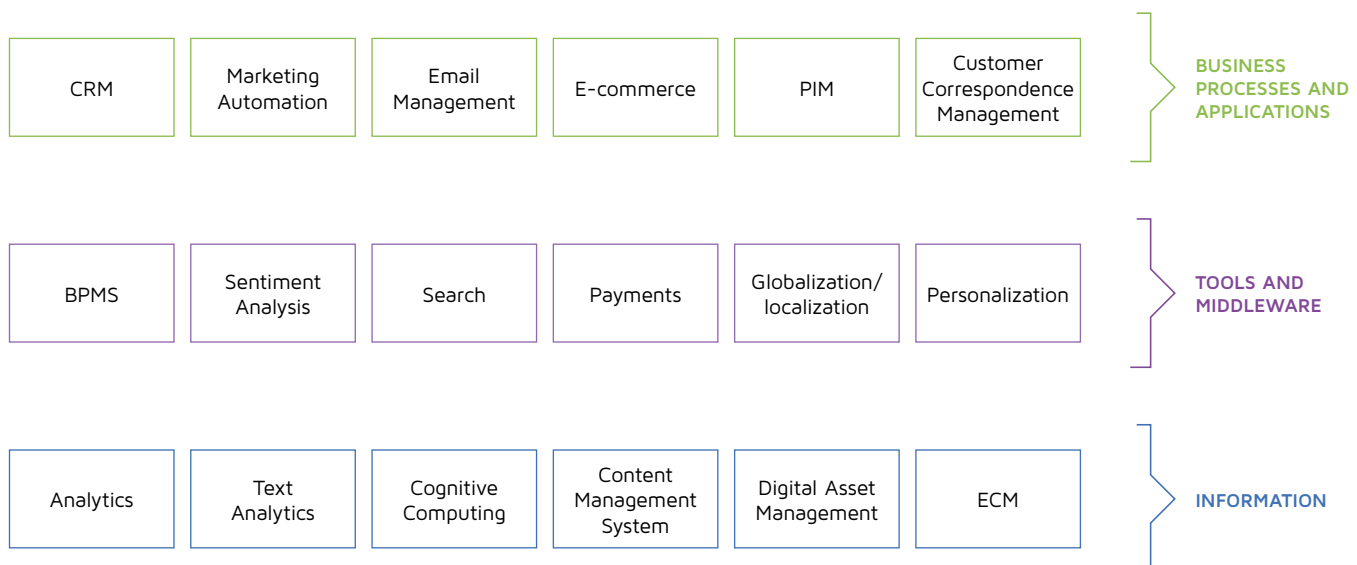 CRM
Marketing
Automation
Email
Management
E-commerce
PIM
Customer
Correspondence
Management
BUSINESS
PROCESSES AND
APPLICATIONS
BPMS
Sentiment
Analysis
Search
Payments
Globalization/
localization
Personalization
TOOLS AND
MIDDLEWARE
Analytics
Text
Analytics
Cognitive
Computing
Content
Management
System
Digital Asset
Management
ECM
INFORMATION